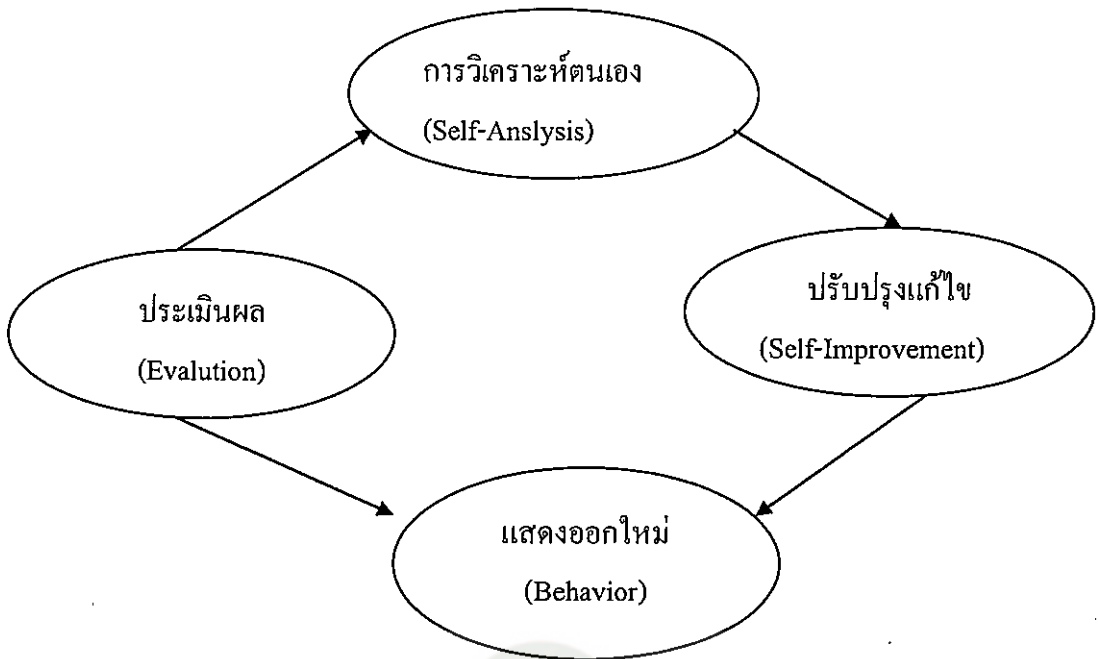 การวิเคราะห์ตนเอง
(Self-Anslysis)
ปรับปรุงแก้ไข
(Self-Improvement)
ประเมินผล
(Evalution)
แสดงออกใหม่
(Behavior)